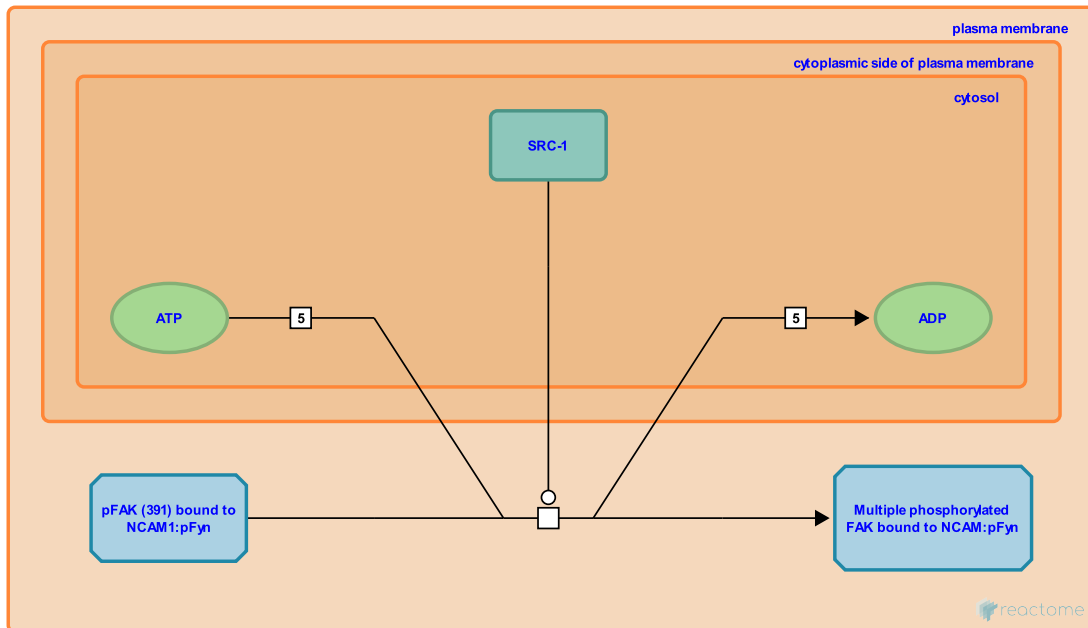 plasma membrane
cytoplasmic side of plasma membrane
cytosol
SRC-1
ATP
5
5
ADP
pFAK (391) bound to
NCAM1:pFyn
Multiple phosphorylated
FAK bound to NCAM:pFyn
reactome